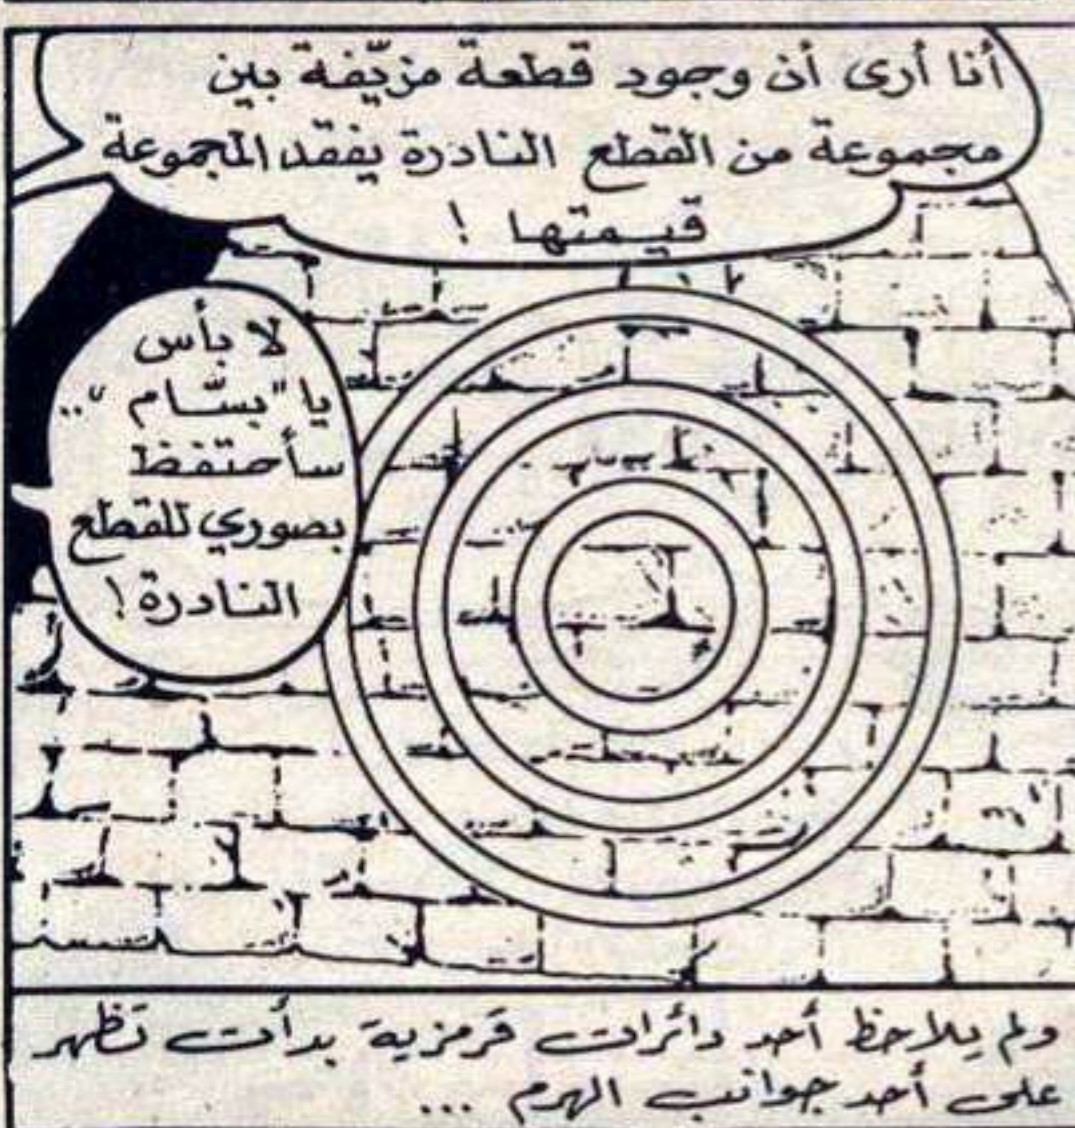 أنا أرى أن وجود قطعة مزيّفة بين
مجموعة من القطع النادرة يفقد المجموعة
قيمتها !
لا بأس
يا "بسّام "..
سأحتفظ
بصوري للقطع
النادرة !
ولم يلاحظ أحد دائرات قرمزية بدأت تظهر
على أحد جوانب الهرم ...